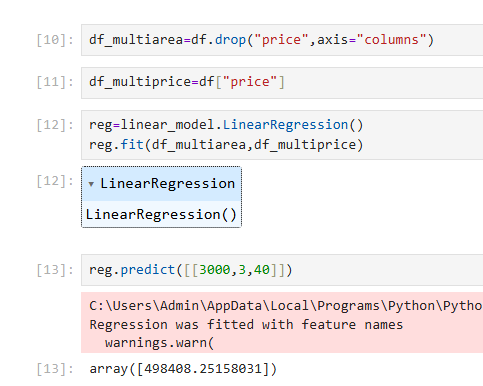 [10]: df_multiarea=df.drop("price",axis="columns")
[11]: df_multiprice=df["price"]
[12]: reg=linear_model.LinearRegression()
reg.fit(df_multiarea,df_multiprice)
[12]: ▾ LinearRegression
LinearRegression()
[13]: reg.predict([[3000,3,40]])
C:\Users\Admin\AppData\Local\Programs\Python\Pytho
Regression was fitted with feature names
warnings.warn(
[13]: array([498408.25158031])